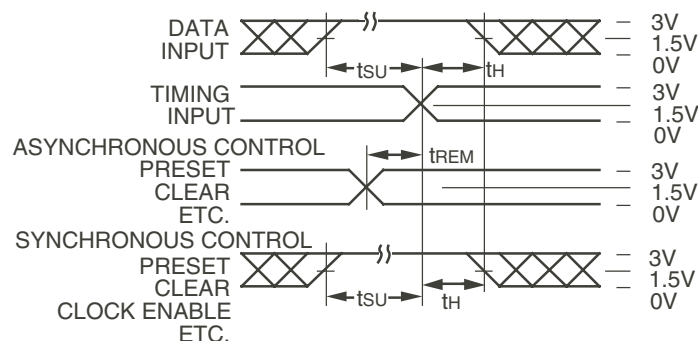 DATA
INPUT
tSU
tH
3V
1.5V
0V
TIMING
INPUT
3V
1.5V
0V
ASYNCHRONOUS CONTROL
PRESET
CLEAR
ETC.
tREM
3V
1.5V
0V
SYNCHRONOUS CONTROL
PRESET
CLEAR
CLOCK ENABLE
ETC.
tSU
tH
3V
1.5V
0V